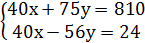 40x + 75y = 810
40x − 56y = 24